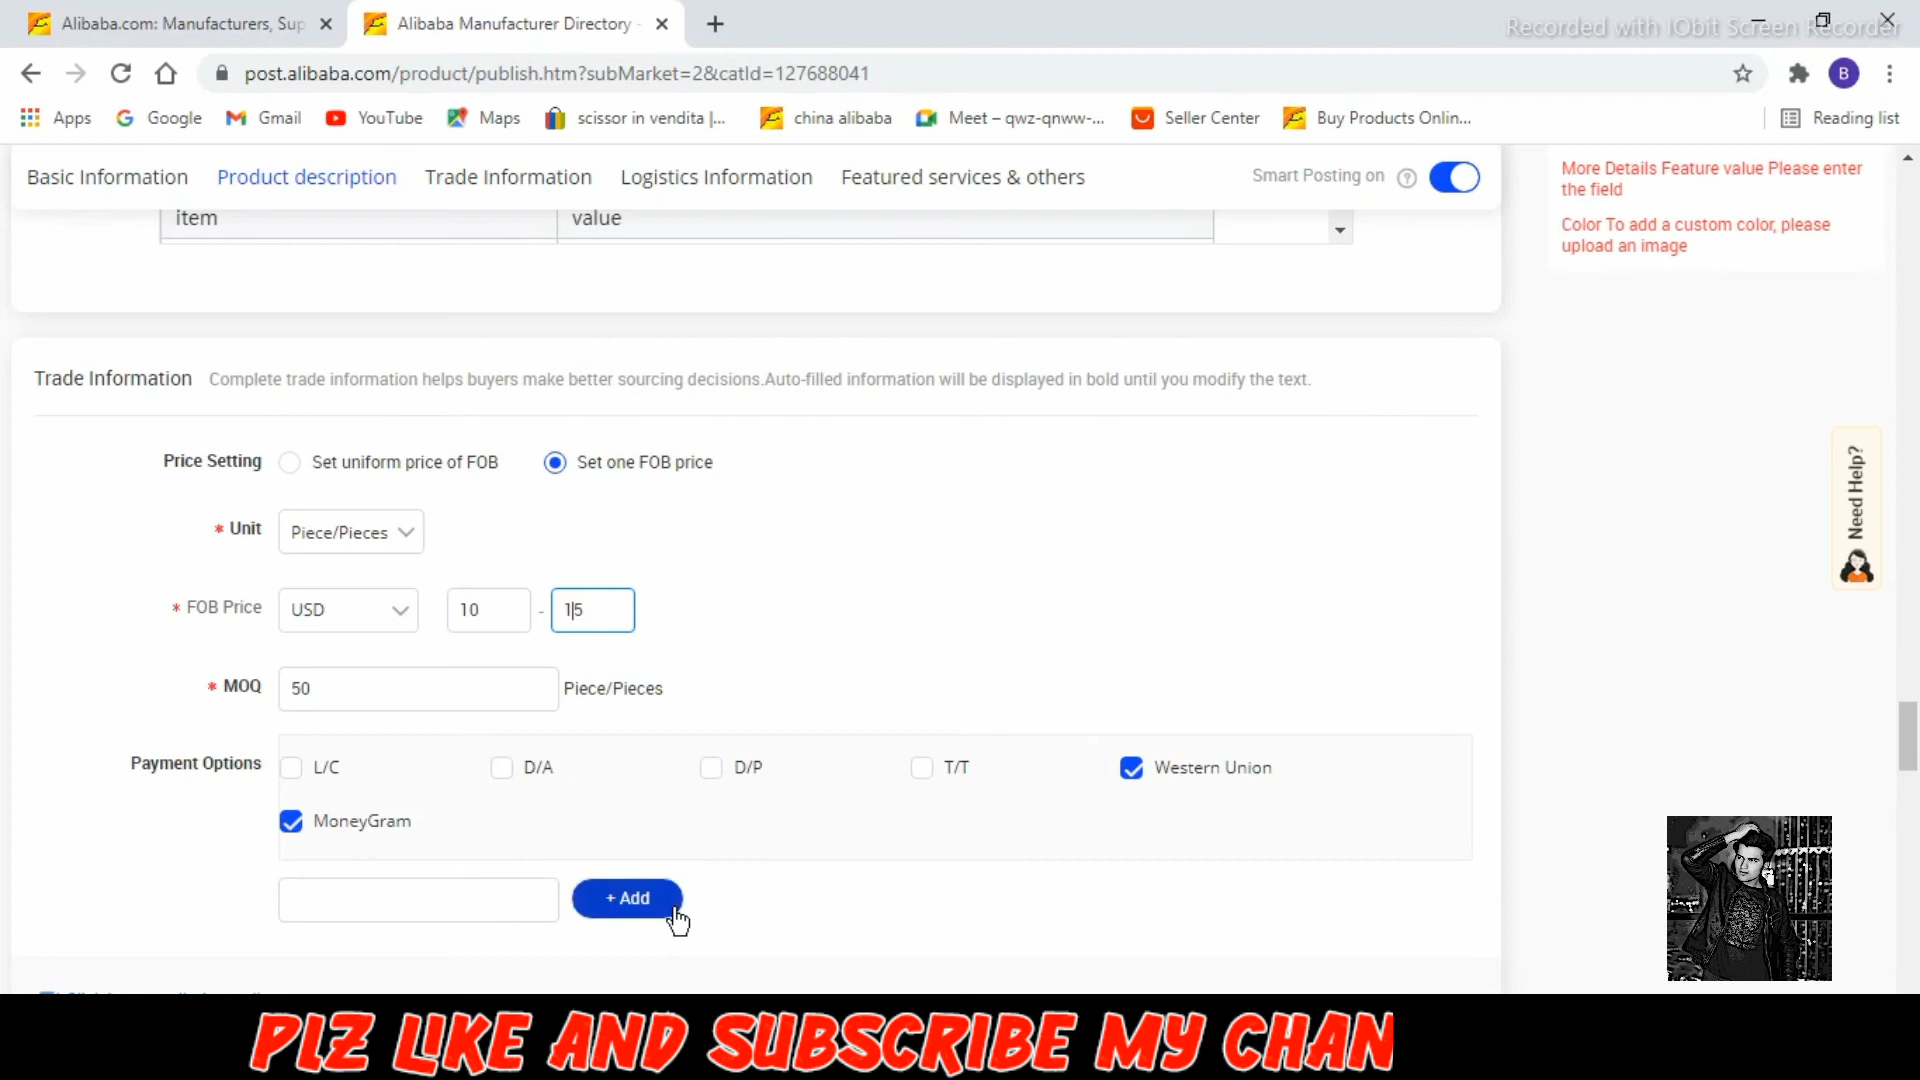 Alibaba.com: Manufacturers, Sup
Alibaba Manufacturer Directory -
Recorded with IObit Screen Recorder
post.alibaba.com/product/publish.htm?subMarket=2&catId=127688041
B
Apps
Google
Gmail
YouTube
Maps
scissor in vendita |...
china alibaba
Meet – qwz-qnww-...
Seller Center
Buy Products Onlin...
Reading list
Basic Information
Product description
Trade Information
Logistics Information
Featured services & others
Smart Posting on
?
More Details Feature value Please enter
the field
Color To add a custom color, please
upload an image
item
value
Trade Information
Complete trade information helps buyers make better sourcing decisions.Auto-filled information will be displayed in bold until you modify the text.
Price Setting
Set uniform price of FOB
Set one FOB price
* Unit
Piece/Pieces
* FOB Price
USD
10
-
15
* MOQ
50
Piece/Pieces
Payment Options
L/C
D/A
D/P
T/T
Western Union
MoneyGram
+ Add
Need Help?
PLZ LIKE AND SUBSCRIBE MY CHAN